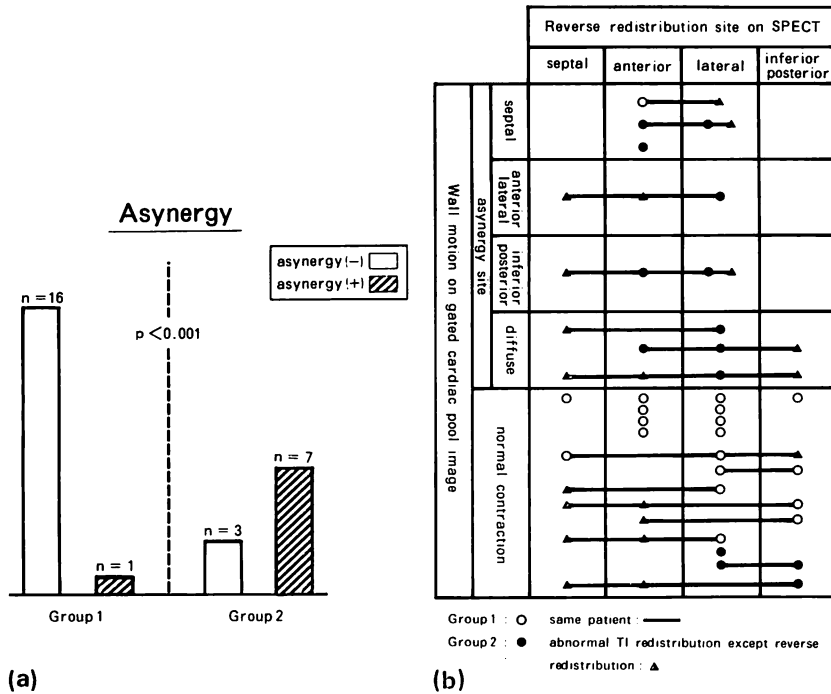 Asynergy
asynergy(-)
asynergy(+)
n = 16
p <0.001
n = 1
n = 3
n = 7
Group 1
Group 2
(a)
Reverse redistribution site on SPECT
septal
anterior
lateral
inferior posterior
Wall motion on gated cardiac pool image
asynergy site
septal
anterior lateral
inferior posterior
diffuse
normal contraction
Group 1 : ○ same patient : ——
Group 2 : ● abnormal Tl redistribution except reverse
redistribution : ▲
(b)